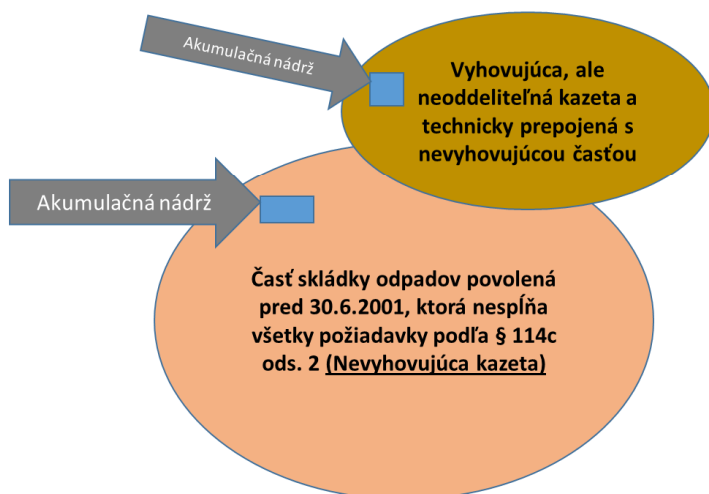 Akumulačná nádrž
Vyhovujúca, ale
neoddeliteľná kazeta a
technicky prepojená s
nevyhovujúcou časťou
Akumulačná nádrž
Časť skládky odpadov povolená
pred 30.6.2001, ktorá nespĺňa
všetky požiadavky podľa § 114c
ods. 2 (Nevyhovujúca kazeta)